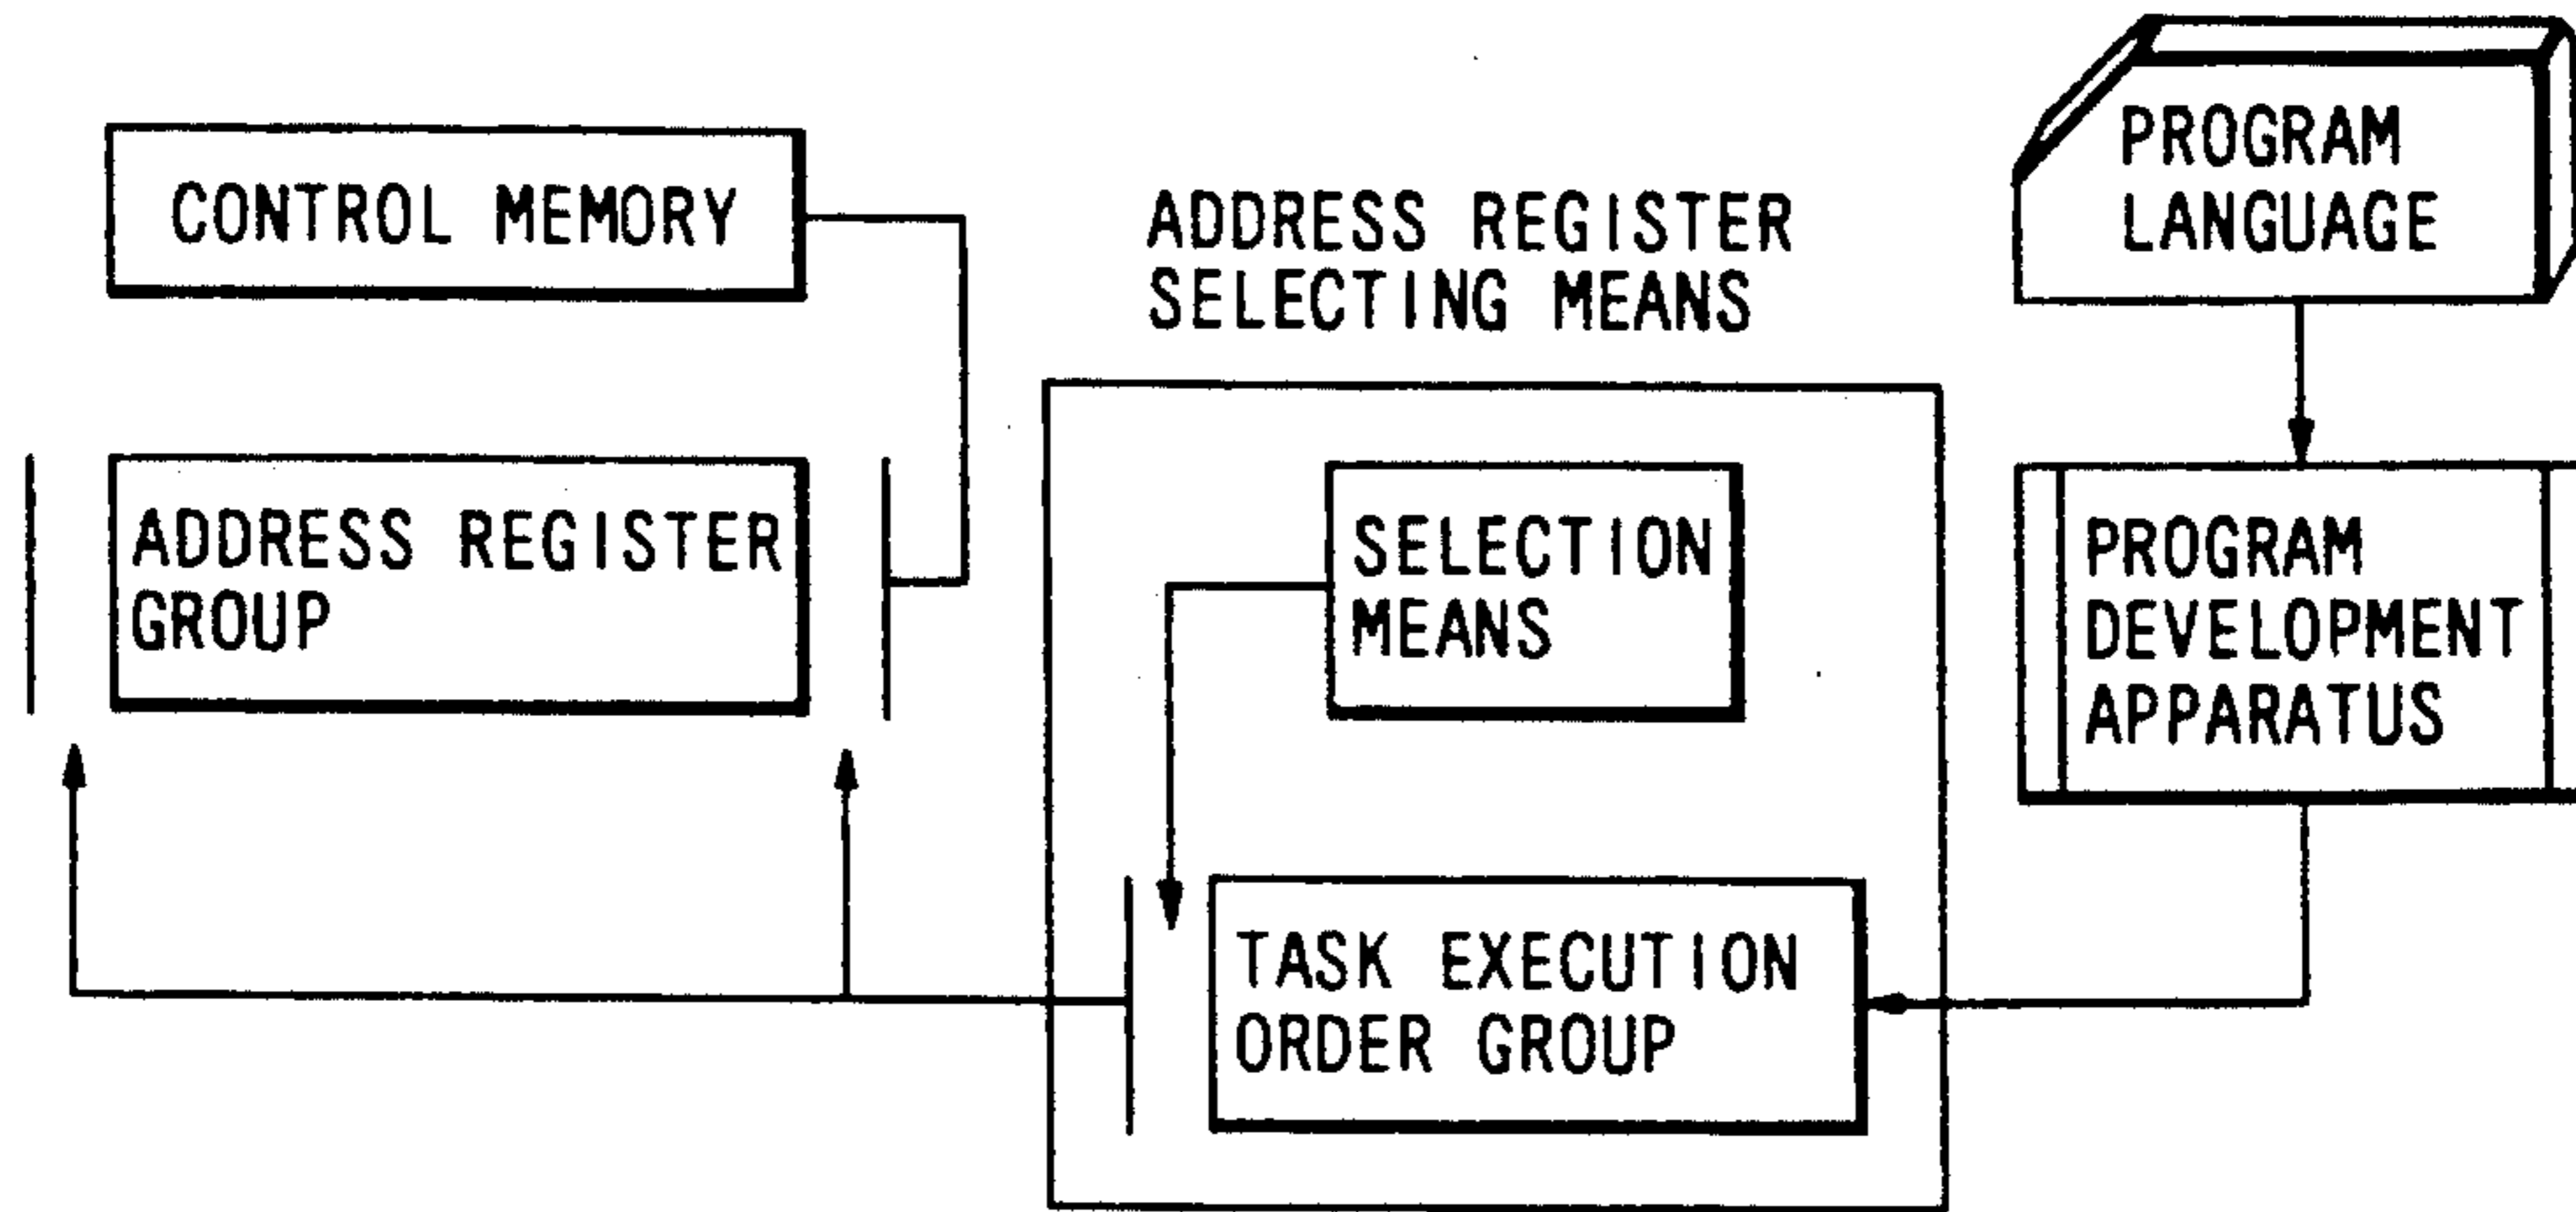 CONTROL MEMORY
ADDRESS REGISTER
GROUP
ADDRESS REGISTER
SELECTING MEANS
SELECTION
MEANS
TASK EXECUTION
ORDER GROUP
PROGRAM
LANGUAGE
PROGRAM
DEVELOPMENT
APPARATUS